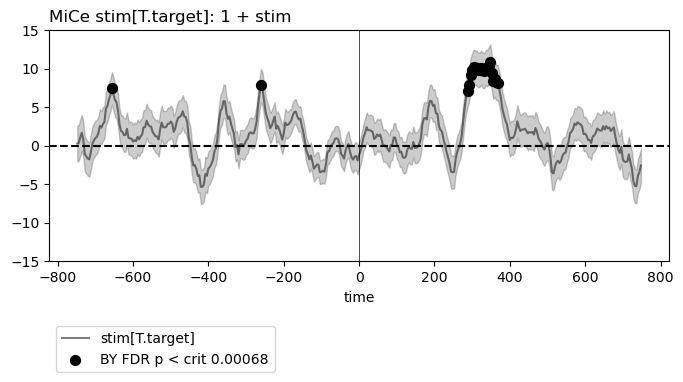 MiCe stim[T.target]: 1 + stim
15
10
5
0
−5
−10
−15
−800 −600 −400 −200 0 200 400 600 800
time
stim[T.target]
BY FDR p < crit 0.00068